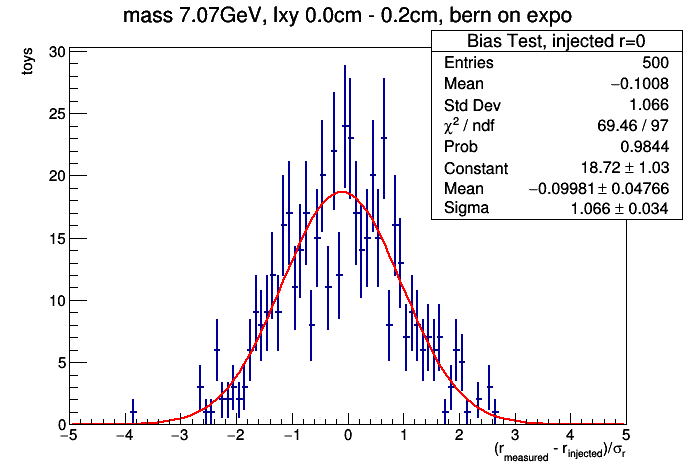 mass 7.07GeV, lxy 0.0cm - 0.2cm, bern on expo
Bias Test, injected r=0
Entries 500
Mean −0.1008
Std Dev 1.066
χ² / ndf 69.46 / 97
Prob 0.9844
Constant 18.72 ± 1.03
Mean −0.09981 ± 0.04766
Sigma 1.066 ± 0.034
toys
30
25
20
15
10
5
0
−5 −4 −3 −2 −1 0 1 2 3 4 5
(r_measured - r_injected)/σ_r